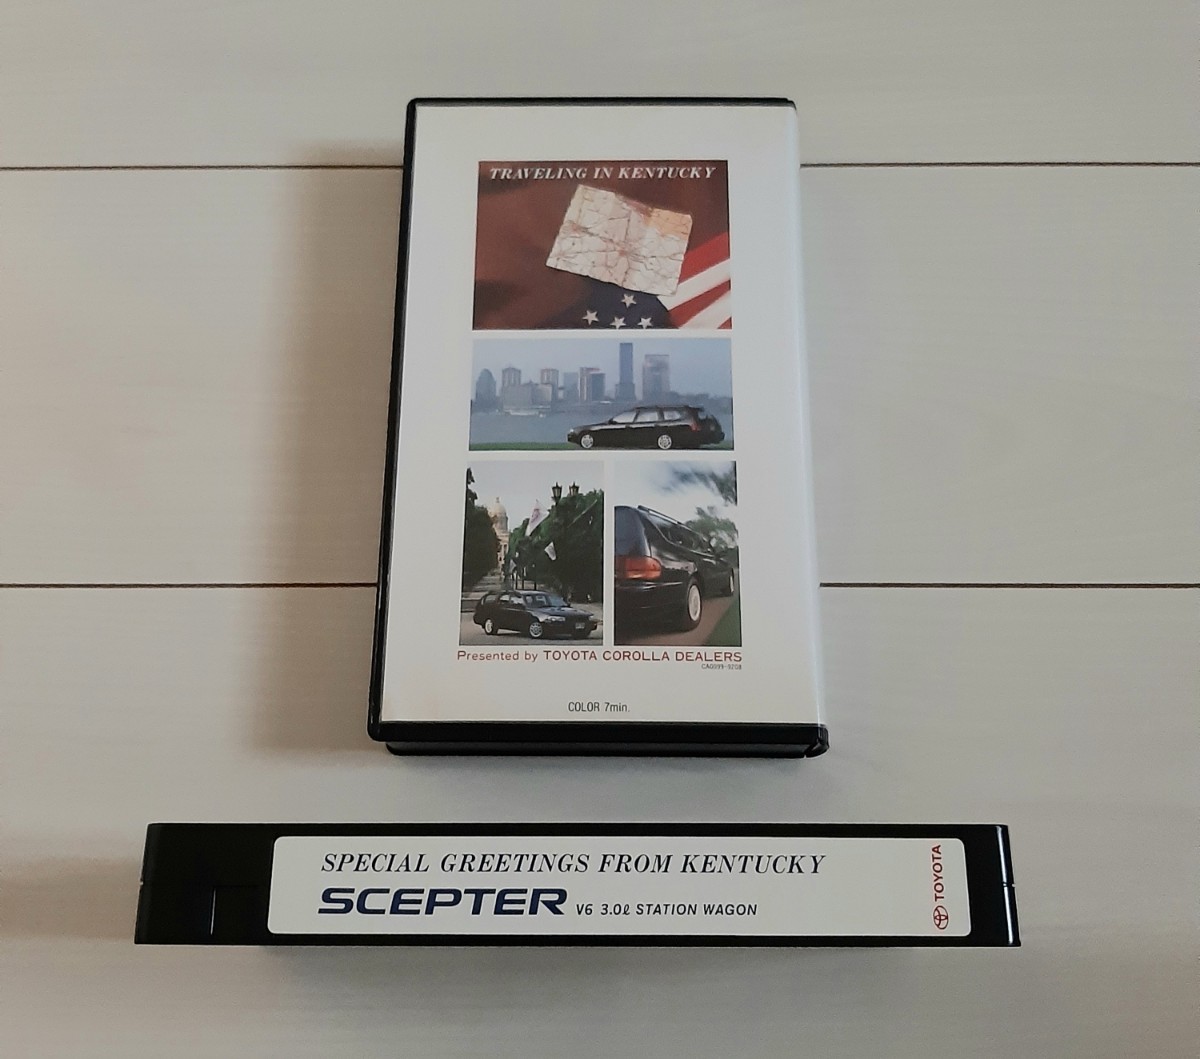 TRAVELING IN KENTUCKY
Presented by TOYOTA COROLLA DEALERS
COLOR 7min.
SPECIAL GREETINGS FROM KENTUCKY
SCEPTER V6 3.0ℓ STATION WAGON
TOYOTA